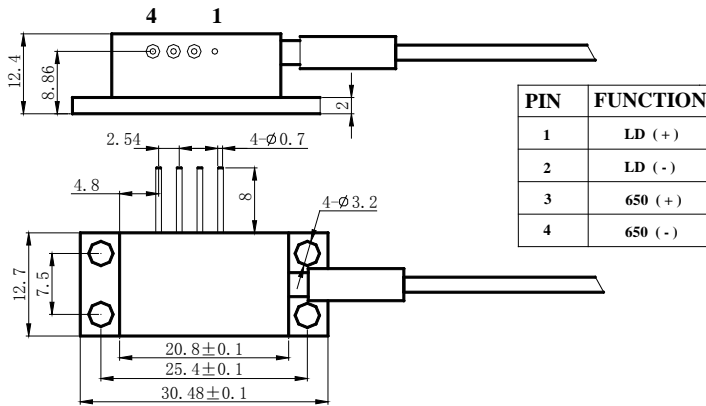 4 1
12.4
8.86
2
PIN FUNCTION
1 LD (+)
2 LD (-)
3 650 (+)
4 650 (-)
2.54
4-Ø0.7
4.8
8
4-Ø3.2
12.7
7.5
20.8±0.1
25.4±0.1
30.48±0.1